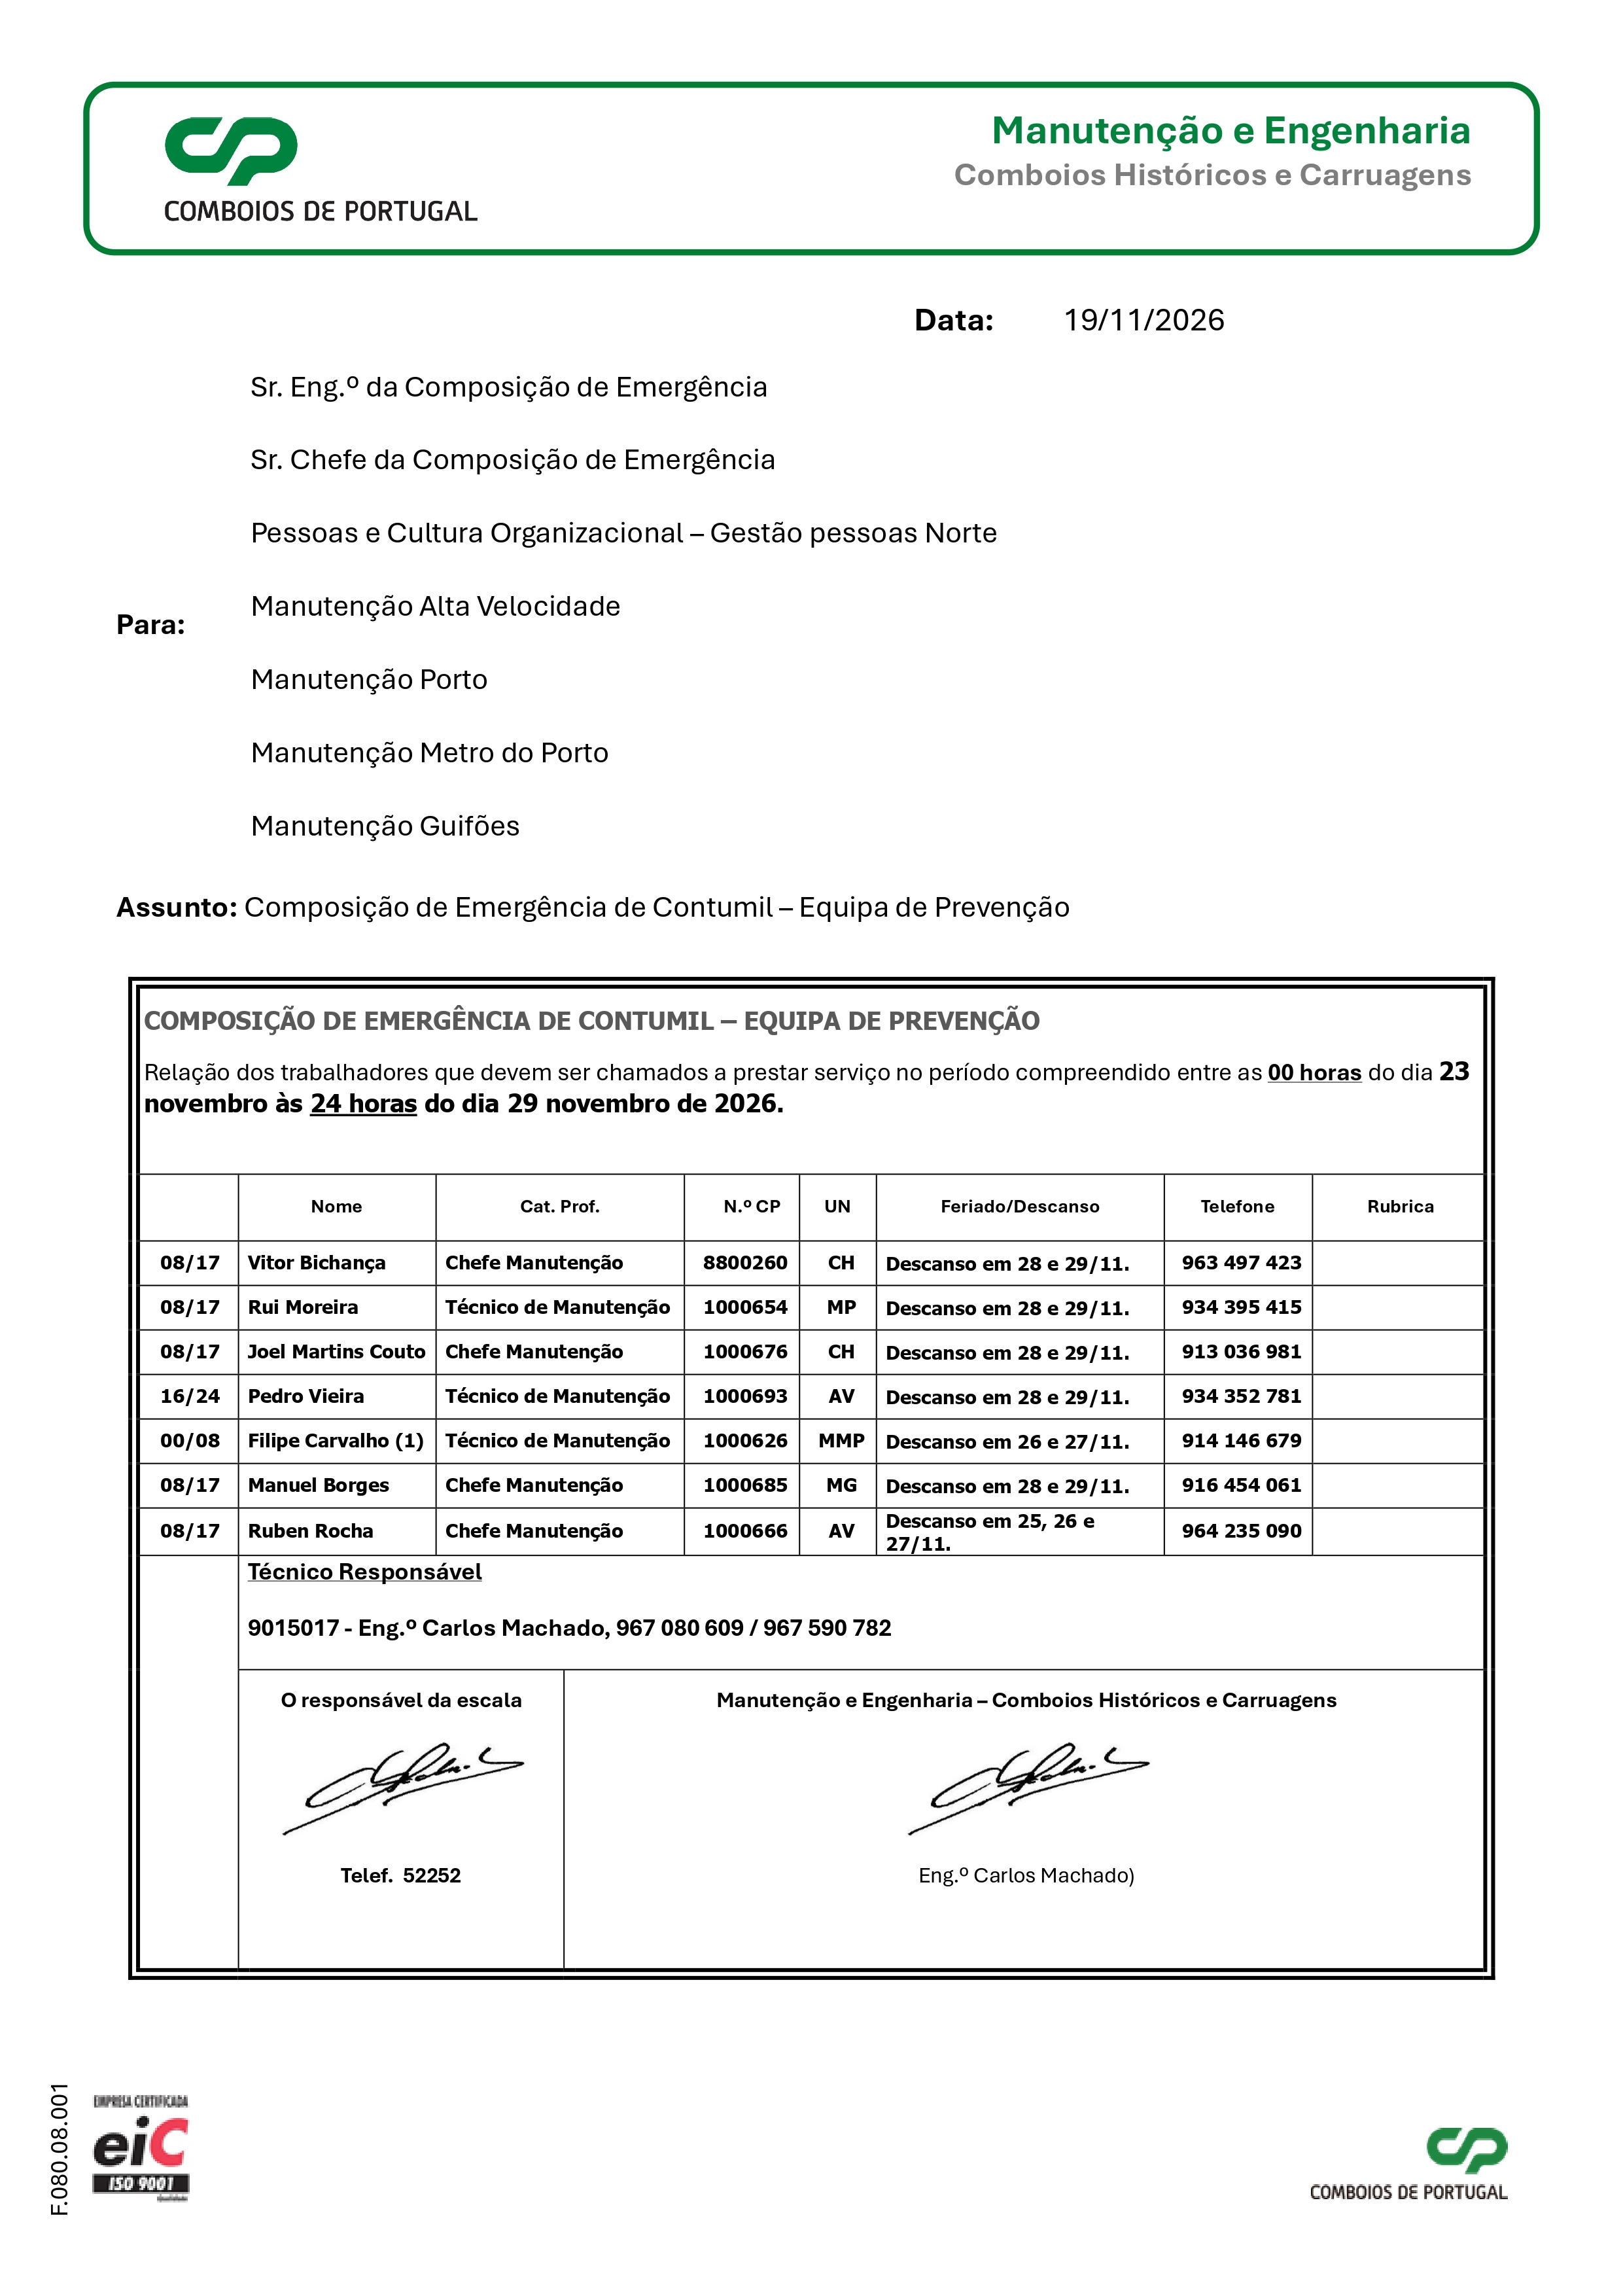 COMBOIOS DE PORTUGAL
Manutenção e Engenharia
Comboios Históricos e Carruagens
Data: 19/11/2026
Sr. Eng.º da Composição de Emergência
Sr. Chefe da Composição de Emergência
Pessoas e Cultura Organizacional – Gestão pessoas Norte
Manutenção Alta Velocidade
Para:
Manutenção Porto
Manutenção Metro do Porto
Manutenção Guifões
Assunto: Composição de Emergência de Contumil – Equipa de Prevenção
COMPOSIÇÃO DE EMERGÊNCIA DE CONTUMIL – EQUIPA DE PREVENÇÃO
Relação dos trabalhadores que devem ser chamados a prestar serviço no período compreendido entre as 00 horas do dia 23
novembro às 24 horas do dia 29 novembro de 2026.
Nome Cat. Prof. N.º CP UN Feriado/Descanso Telefone Rubrica
08/17 Vitor Bichança Chefe Manutenção 8800260 CH Descanso em 28 e 29/11. 963 497 423
08/17 Rui Moreira Técnico de Manutenção 1000654 MP Descanso em 28 e 29/11. 934 395 415
08/17 Joel Martins Couto Chefe Manutenção 1000676 CH Descanso em 28 e 29/11. 913 036 981
16/24 Pedro Vieira Técnico de Manutenção 1000693 AV Descanso em 28 e 29/11. 934 352 781
00/08 Filipe Carvalho (1) Técnico de Manutenção 1000626 MMP Descanso em 26 e 27/11. 914 146 679
08/17 Manuel Borges Chefe Manutenção 1000685 MG Descanso em 28 e 29/11. 916 454 061
08/17 Ruben Rocha Chefe Manutenção 1000666 AV Descanso em 25, 26 e 27/11. 964 235 090
Técnico Responsável
9015017 - Eng.º Carlos Machado, 967 080 609 / 967 590 782
O responsável da escala
Manutenção e Engenharia – Comboios Históricos e Carruagens
Telef. 52252
Eng.º Carlos Machado)
F.080.08.001
EMPRESA CERTIFICADA
eiC
ISO 9001
COMBOIOS DE PORTUGAL